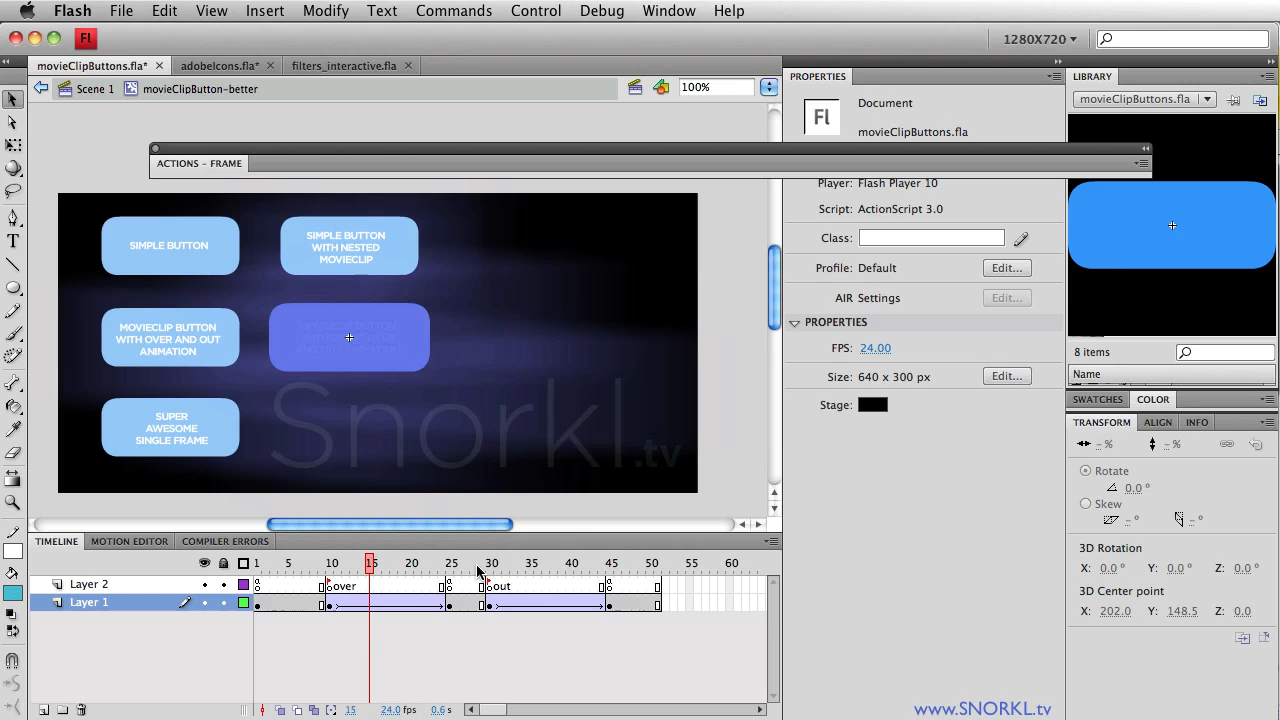 Flash File Edit View Insert Modify Text Commands Control Debug Window Help
Fl 1280X720
movieClipButtons.fla* adobeIcons.fla* filters_interactive.fla
Scene 1 movieClipButton-better 100%
PROPERTIES
Fl
Document
movieClipButtons.fla
ACTIONS – FRAME
Player: Flash Player 10
Script: ActionScript 3.0
Class:
Profile: Default Edit...
AIR Settings Edit...
PROPERTIES
FPS: 24.00
Size: 640 x 300 px Edit...
Stage:
LIBRARY
movieClipButtons.fla
8 items
Name
SWATCHES COLOR
TRANSFORM ALIGN INFO
– % – %
Rotate
0.0 °
Skew
– ° – °
3D Rotation
X: 0.0 ° Y: 0.0 ° Z: 0.0 °
3D Center point
X: 202.0 Y: 148.5 Z: 0.0
SIMPLE BUTTON
SIMPLE BUTTON
WITH NESTED
MOVIECLIP
MOVIECLIP BUTTON
WITH OVER AND OUT
ANIMATION
SUPER
AWESOME
SINGLE FRAME
Snorkl.tv
TIMELINE MOTION EDITOR COMPILER ERRORS
1 5 10 15 20 25 30 35 40 45 50 55 60
Layer 2 over out
Layer 1
15 24.0 fps 0.6 s
www.SNORKL.tv